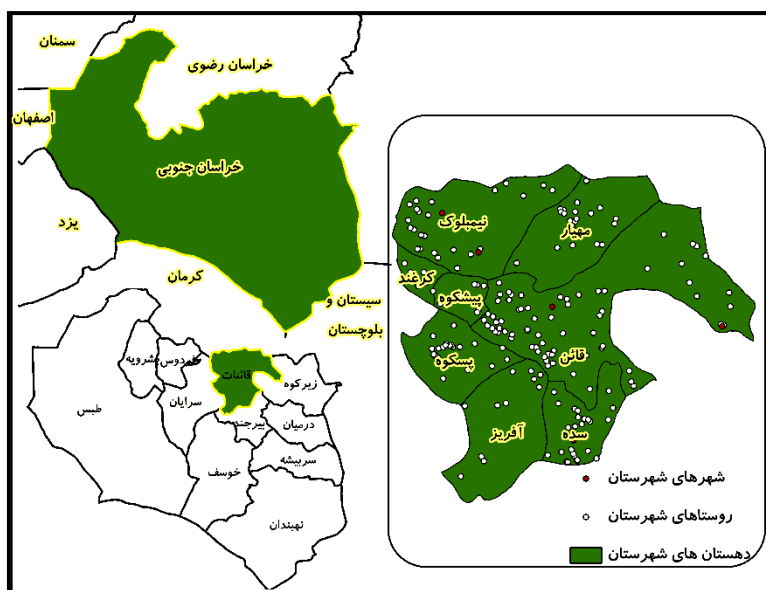 سمنان
خراسان رضوی
اصفهان
خراسان جنوبی
یزد
کرمان
سیستان و
بلوچستان
نیمبلوک
مهیار
کرغند
پیشکوه
پسکوه
قائن
آفریز
سده
بشرویه
فردوس
قائنات
زیرکوه
طبس
سرایان
بیرجند
درمیان
خوسف
سربیشه
نهبندان
شهرهای شهرستان
روستاهای شهرستان
دهستان های شهرستان